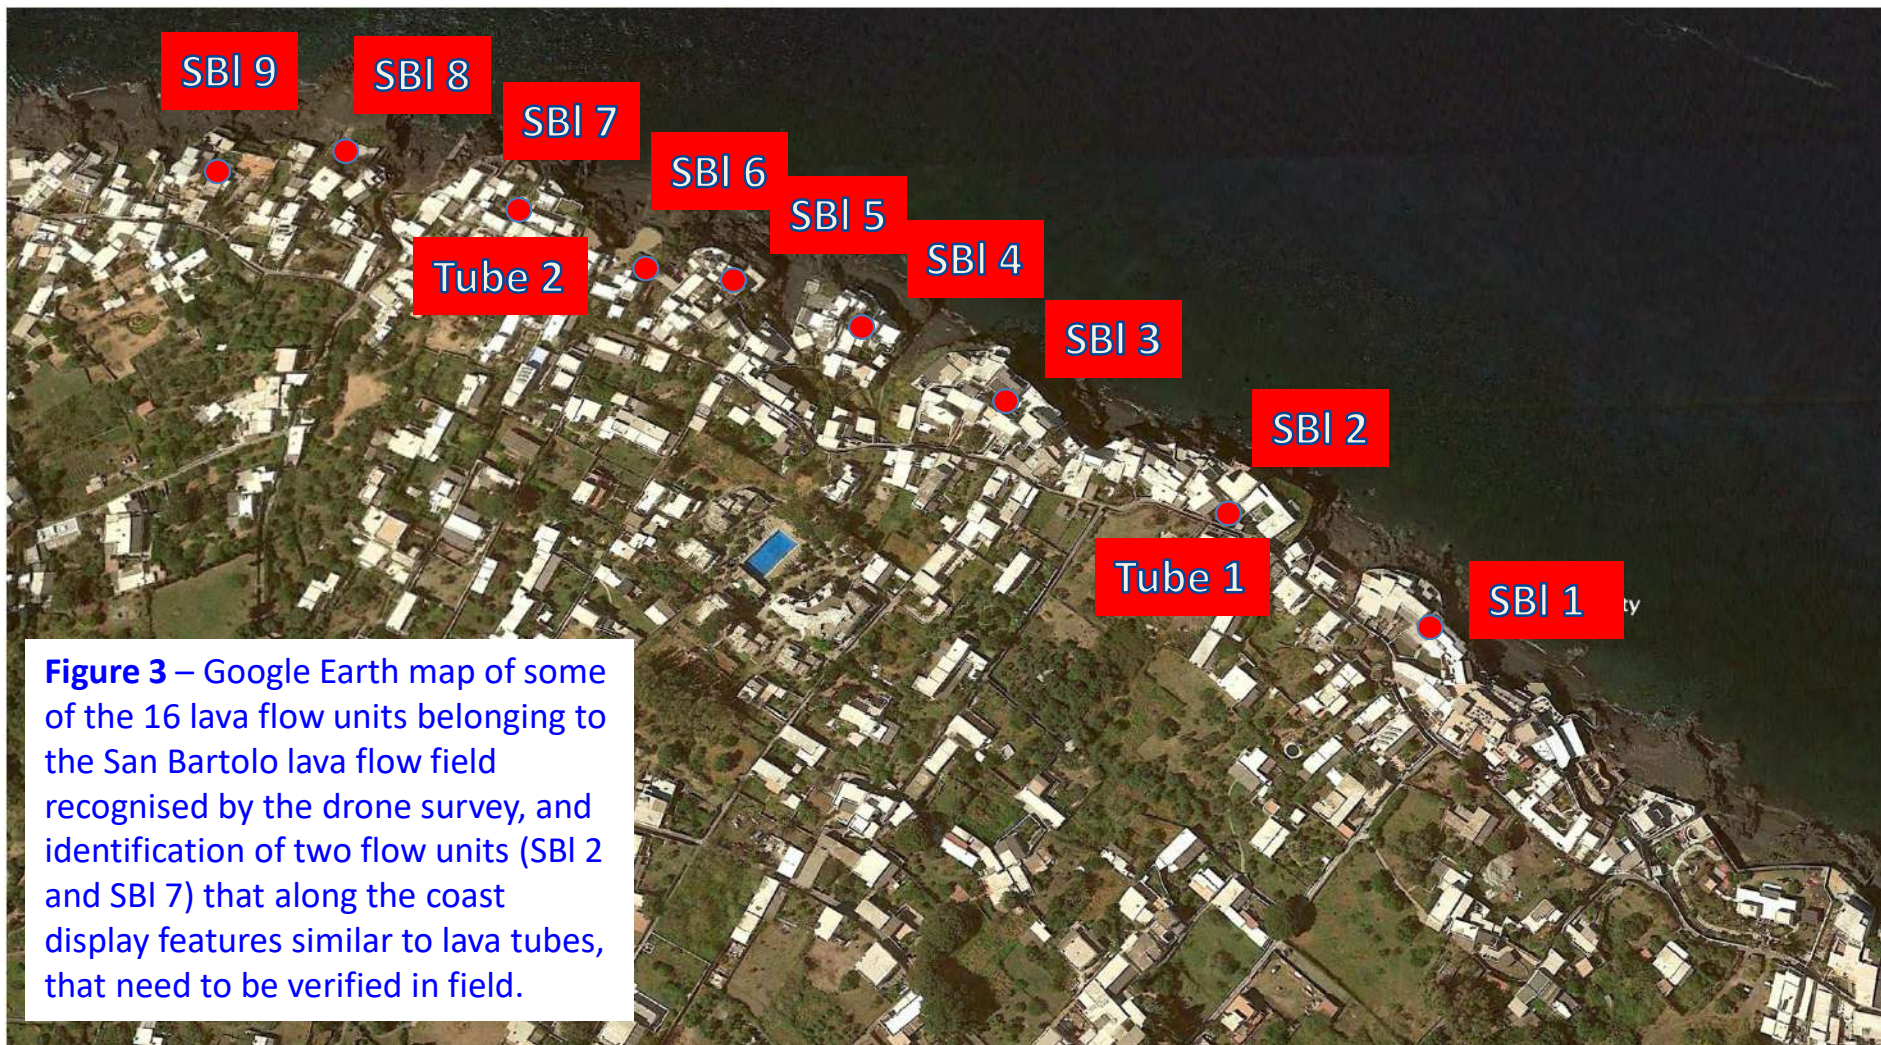 SBl 9
SBl 8
SBl 7
SBl 6
SBl 5
SBl 4
SBl 3
SBl 2
SBl 1
ty
Tube 2
Tube 1
Figure 3 – Google Earth map of some
of the 16 lava flow units belonging to
the San Bartolo lava flow field
recognised by the drone survey, and
identification of two flow units (SBl 2
and SBl 7) that along the coast
display features similar to lava tubes,
that need to be verified in field.